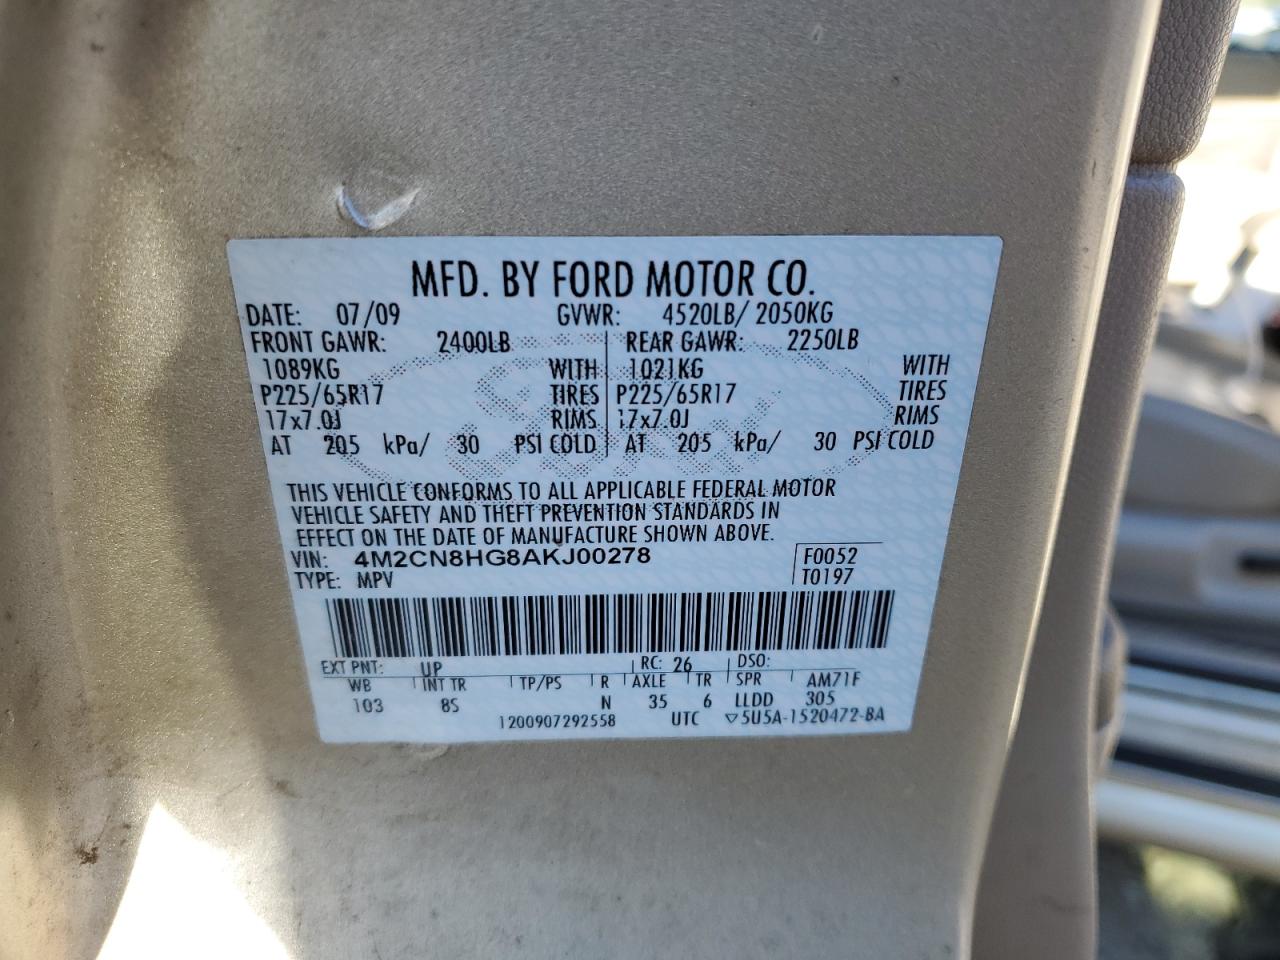 MFD. BY FORD MOTOR CO.
DATE: 07/09 GVWR: 4520LB/ 2050KG
FRONT GAWR: 2400LB REAR GAWR: 2250LB
1089KG WITH 1021KG WITH
P225/65R17 TIRES P225/65R17 TIRES
17x7.0J RIMS 17x7.0J RIMS
AT 205 kPa/ 30 PSI COLD AT 205 kPa/ 30 PSI COLD
THIS VEHICLE CONFORMS TO ALL APPLICABLE FEDERAL MOTOR
VEHICLE SAFETY AND THEFT PREVENTION STANDARDS IN
EFFECT ON THE DATE OF MANUFACTURE SHOWN ABOVE.
VIN: 4M2CN8HG8AKJ00278 F0052
TYPE: MPV T0197
EXT PNT: UP RC: 26 DSO:
WB INT TR TP/PS R AXLE TR SPR AM71F
103 8S N 35 6 LLDD 305
1200907292558 UTC ▽5U5A-1520472-BA